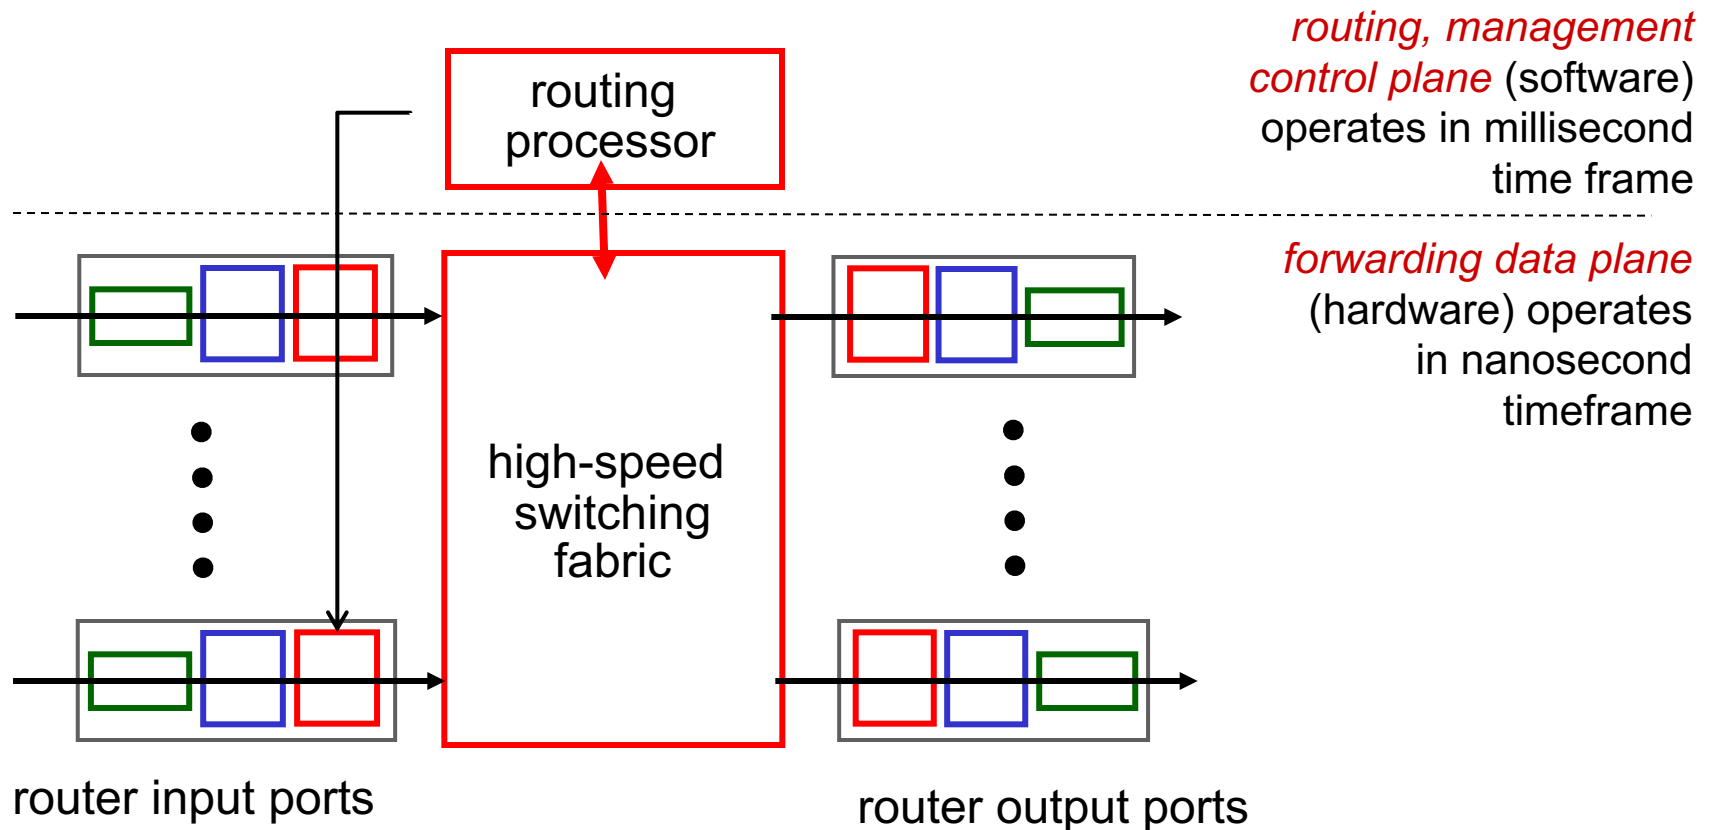 routing, management
control plane (software)
operates in millisecond
time frame
routing
processor
forwarding data plane
(hardware) operates
in nanosecond
timeframe
high-speed
switching
fabric
router input ports
router output ports